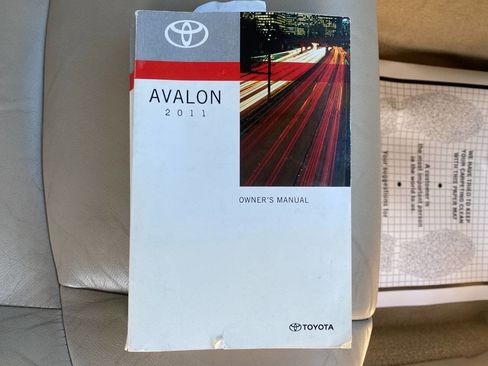 AVALON
2011
OWNER'S MANUAL
TOYOTA
WE HAVE TRIED TO KEEP
YOUR CARPETING CLEAN
WITH THIS PAPER MAT
A customer is
the most important person
in the world to us.
Your suggestions for